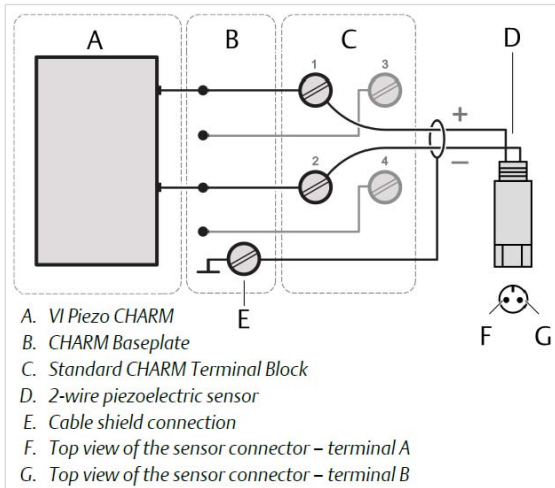 A
B
C
D
1
3
+
2
4
−
E
F
G
A. VI Piezo CHARM
B. CHARM Baseplate
C. Standard CHARM Terminal Block
D. 2-wire piezoelectric sensor
E. Cable shield connection
F. Top view of the sensor connector – terminal A
G. Top view of the sensor connector – terminal B